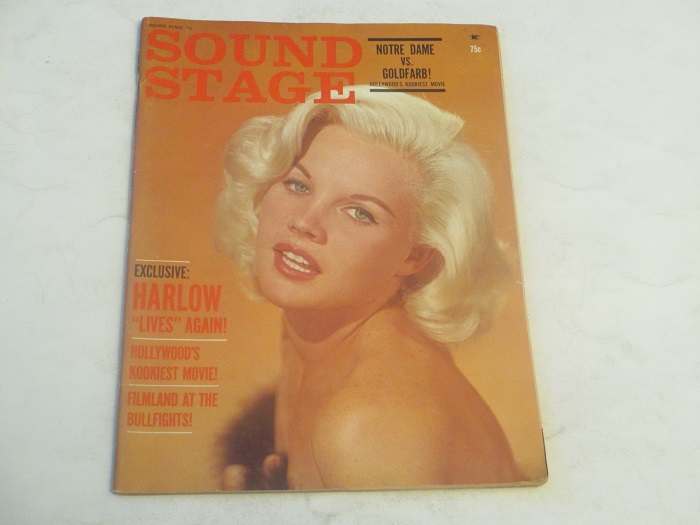 SOUND
STAGE
NOTRE DAME
VS.
GOLDFARB!
HOLLYWOOD'S KOOKIEST MOVIE
K
75c
EXCLUSIVE:
HARLOW
"LIVES" AGAIN!
HOLLYWOOD'S
KOOKIEST MOVIE!
FILMLAND AT THE
BULLFIGHTS!